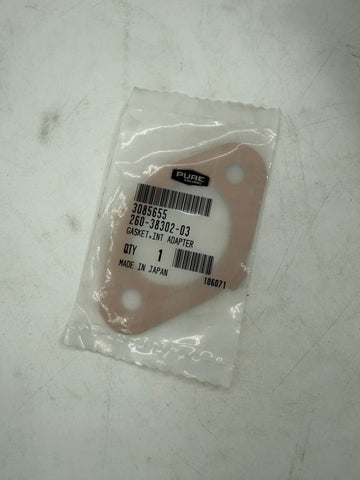 PURE
3085655
260-38302-03
GASKET,INT ADAPTER
QTY 1
MADE IN JAPAN
106071